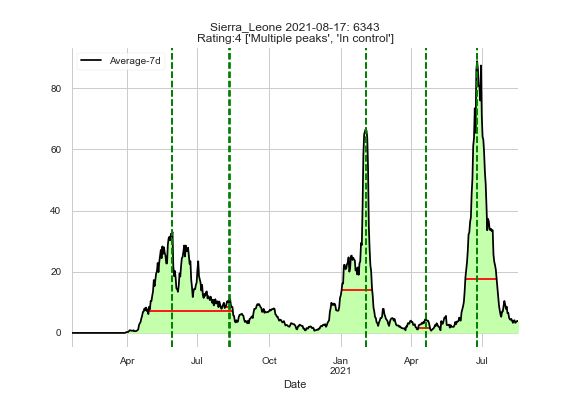 Sierra_Leone 2021-08-17: 6343
Rating:4 ['Multiple peaks', 'In control']
Average-7d
80
60
40
20
0
Apr Jul Oct Jan Apr Jul
2021
Date